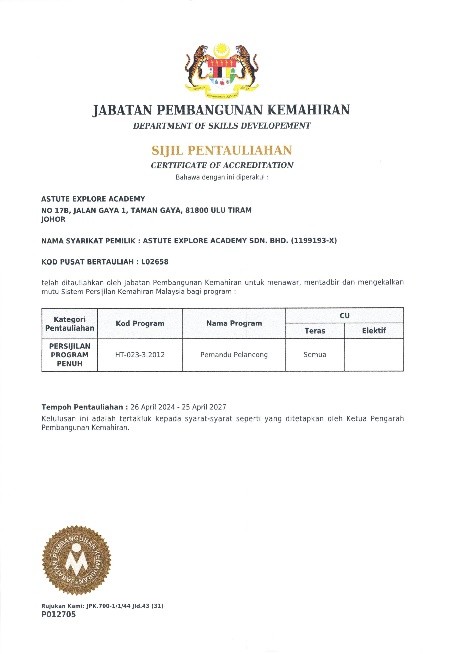 JABATAN PEMBANGUNAN KEMAHIRAN
DEPARTMENT OF SKILLS DEVELOPEMENT
SIJIL PENTAULIAHAN
CERTIFICATE OF ACCREDITATION
Bahawa dengan ini diperakui :
ASTUTE EXPLORE ACADEMY
NO 17B, JALAN GAYA 1, TAMAN GAYA, 81800 ULU TIRAM
JOHOR
NAMA SYARIKAT PEMILIK : ASTUTE EXPLORE ACADEMY SDN. BHD. (1199193-X)
KOD PUSAT BERTAULIAH : L02658
telah ditauliahkan oleh Jabatan Pembangunan Kemahiran untuk menawar, mentadbir dan mengekalkan
mutu Sistem Persijilan Kemahiran Malaysia bagi program :
Kategori Pentauliahan Kod Program Nama Program CU
Teras Elektif
PERSIJILAN PROGRAM PENUH HT-023-3:2012 Pemandu Pelancong Semua
Tempoh Pentauliahan : 26 April 2024 - 25 April 2027
Kelulusan ini adalah tertakluk kepada syarat-syarat seperti yang ditetapkan oleh Ketua Pengarah
Pembangunan Kemahiran.
Rujukan Kami: JPK.700-1/1/44 Jld.43 (31)
P012705